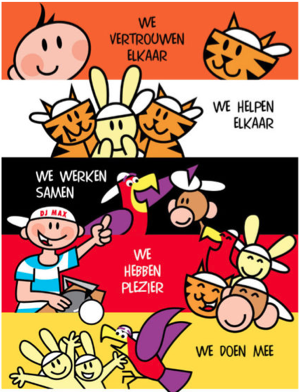 WE
VERTROUWEN
ELKAAR
WE HELPEN
ELKAAR
WE WERKEN
SAMEN
DJ MAX
WE
HEBBEN
PLEZIER
WE DOEN MEE